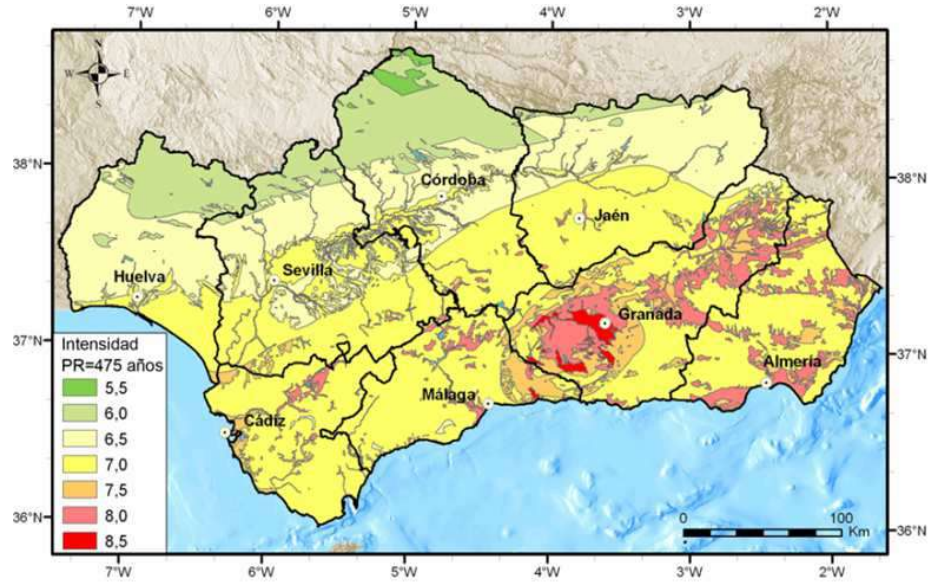 7°W 6°W 5°W 4°W 3°W 2°W
N
W E
S
38°N 38°N
Córdoba
Jaén
Sevilla
Huelva
Granada
37°N 37°N
Intensidad
PR=475 años
5,5
6,0
6,5
7,0
7,5
8,0
8,5
Almería
Málaga
Cádiz
36°N 36°N
0 100
Km
7°W 6°W 5°W 4°W 3°W 2°W